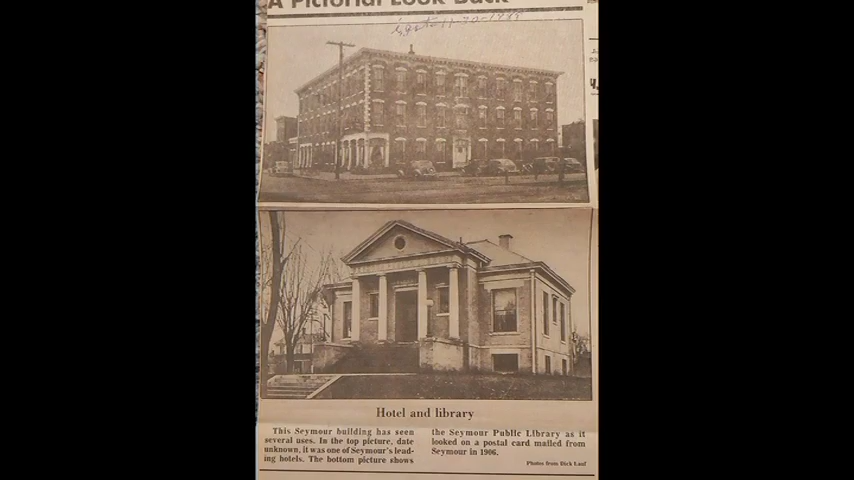 A Pictorial Look Back
Hotel and library
This Seymour building has seen
several uses. In the top picture, date
unknown, it was one of Seymour's lead-
ing hotels. The bottom picture shows
the Seymour Public Library as it
looked on a postal card mailed from
Seymour in 1906.
Photos from Dick Lauf